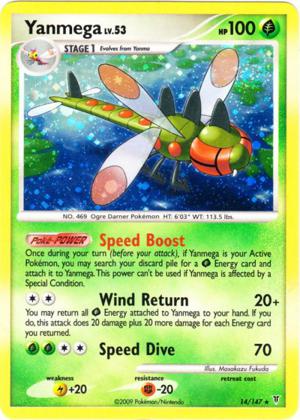 Yanmega LV.53 HP 100
STAGE 1 Evolves from Yanma
NO. 469 Ogre Darner Pokémon HT: 6'03" WT: 113.5 lbs.
Poké-POWER Speed Boost
Once during your turn (before your attack), if Yanmega is your Active
Pokémon, you may search your discard pile for a Energy card and
attach it to Yanmega. This power can't be used if Yanmega is affected by a
Special Condition.
Wind Return 20+
You may return all Energy attached to Yanmega to your hand. If you
do, this attack does 20 damage plus 20 more damage for each Energy card
you returned.
Speed Dive 70
Illus. Masakazu Fukuda
weakness resistance retreat cost
+20 -20
©2009 Pokémon 14/147 ★